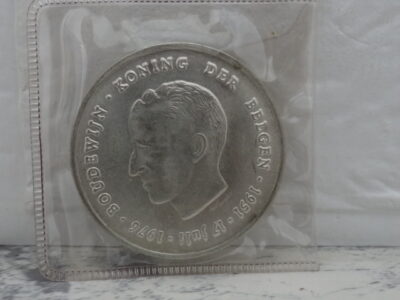 BOUDEWIJN · KONING DER BELGEN · 1951 · 17 juli · 1976 ·